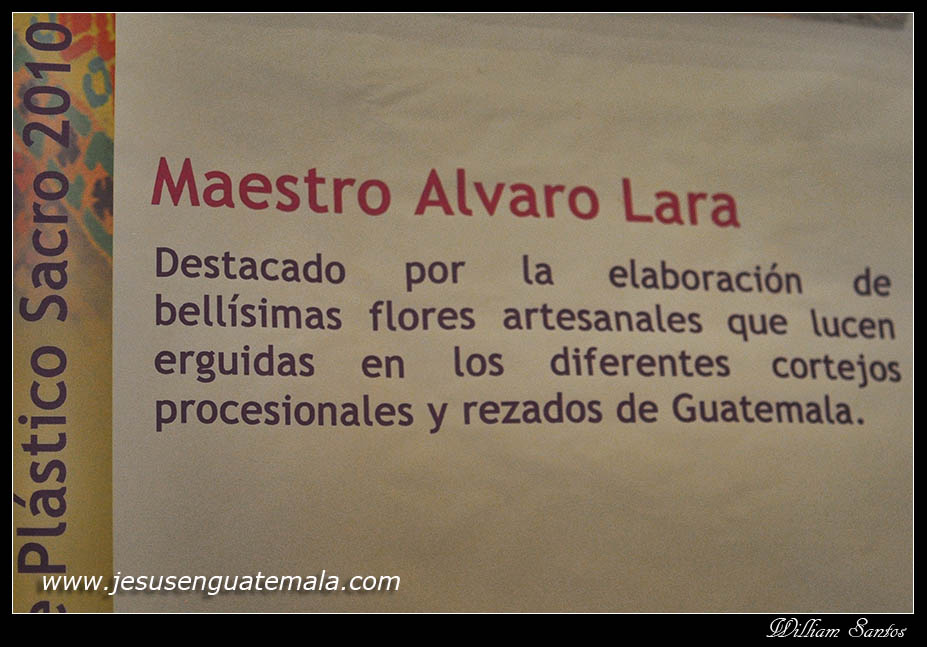 Plástico Sacro 2010
Maestro Alvaro Lara
Destacado por la elaboración de
bellísimas flores artesanales que lucen
erguidas en los diferentes cortejos
procesionales y rezados de Guatemala.
www.jesusenguatemala.com
William Santos